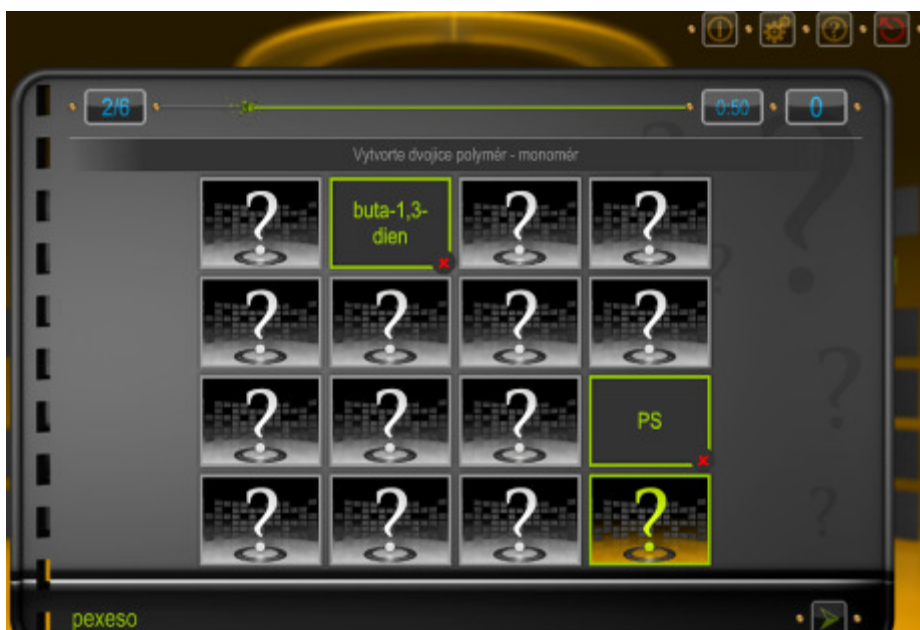 2/6
0:50
0
Vytvorte dvojice polymér - monomér
? ? ? ?
buta-1,3-
dien
? ? ? ?
? ? ?
PS
? ? ? ?
pexeso